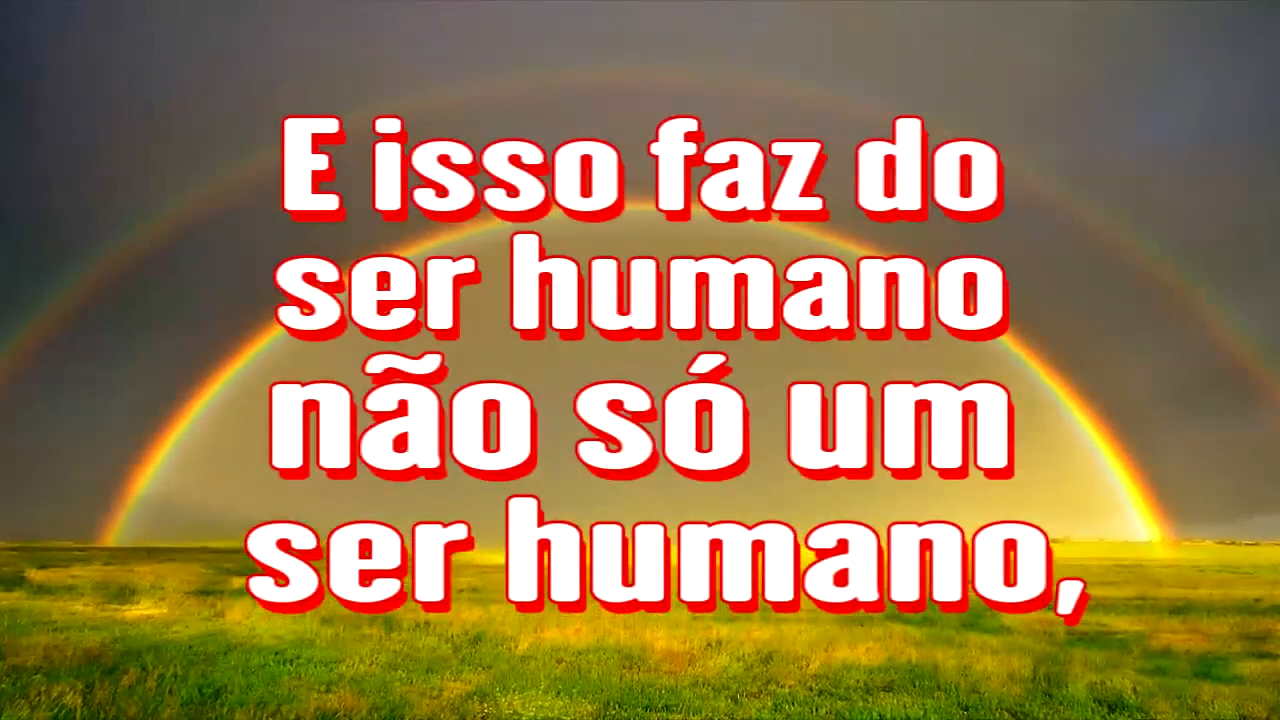 E isso faz do
ser humano
não só um
ser humano,